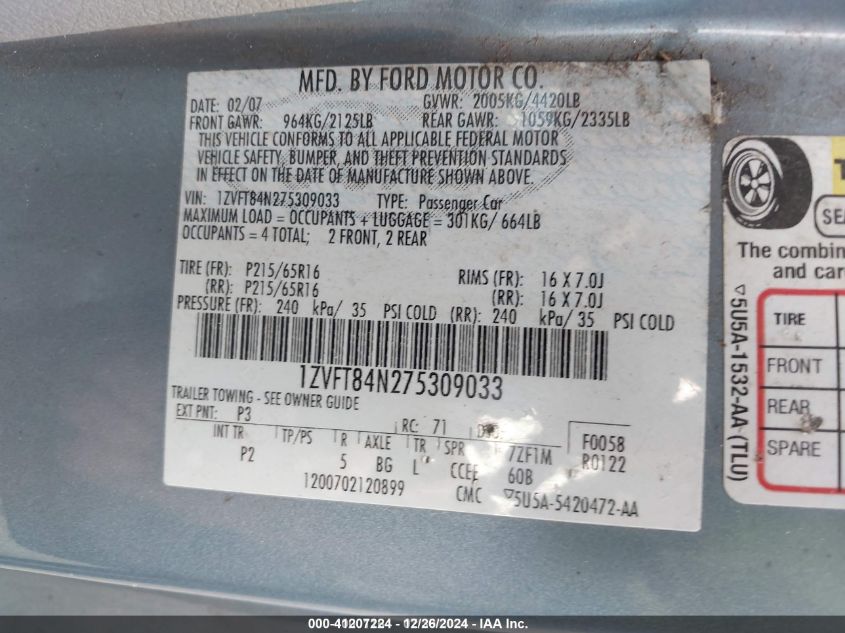 MFD. BY FORD MOTOR CO.
DATE: 02/07 GVWR: 2005KG/4420LB
FRONT GAWR: 964KG/2125LB REAR GAWR: 1059KG/2335LB
THIS VEHICLE CONFORMS TO ALL APPLICABLE FEDERAL MOTOR
VEHICLE SAFETY, BUMPER, AND THEFT PREVENTION STANDARDS
IN EFFECT ON THE DATE OF MANUFACTURE SHOWN ABOVE.
VIN: 1ZVFT84N275309033 TYPE: Passenger Car
MAXIMUM LOAD = OCCUPANTS + LUGGAGE = 301KG/ 664LB
OCCUPANTS = 4 TOTAL; 2 FRONT, 2 REAR
TIRE (FR): P215/65R16 RIMS (FR): 16 X 7.0J
(RR): P215/65R16 (RR): 16 X 7.0J
PRESSURE (FR): 240 kPa/ 35 PSI COLD (RR): 240 kPa/ 35 PSI COLD
1ZVFT84N275309033
TRAILER TOWING - SEE OWNER GUIDE
EXT PNT: P3 RC: 71 F0058
INT TR TP/PS R AXLE TR SPR 7ZF1M R0122
P2 5 BG L CCEE 60B
1200702120899 CMC ▽5U5A-5420472-AA
The combin
and car
TIRE
FRONT
REAR
SPARE
▽5U5A-1532-AA (TLU)
000-41207224 - 12/26/2024 - IAA Inc.